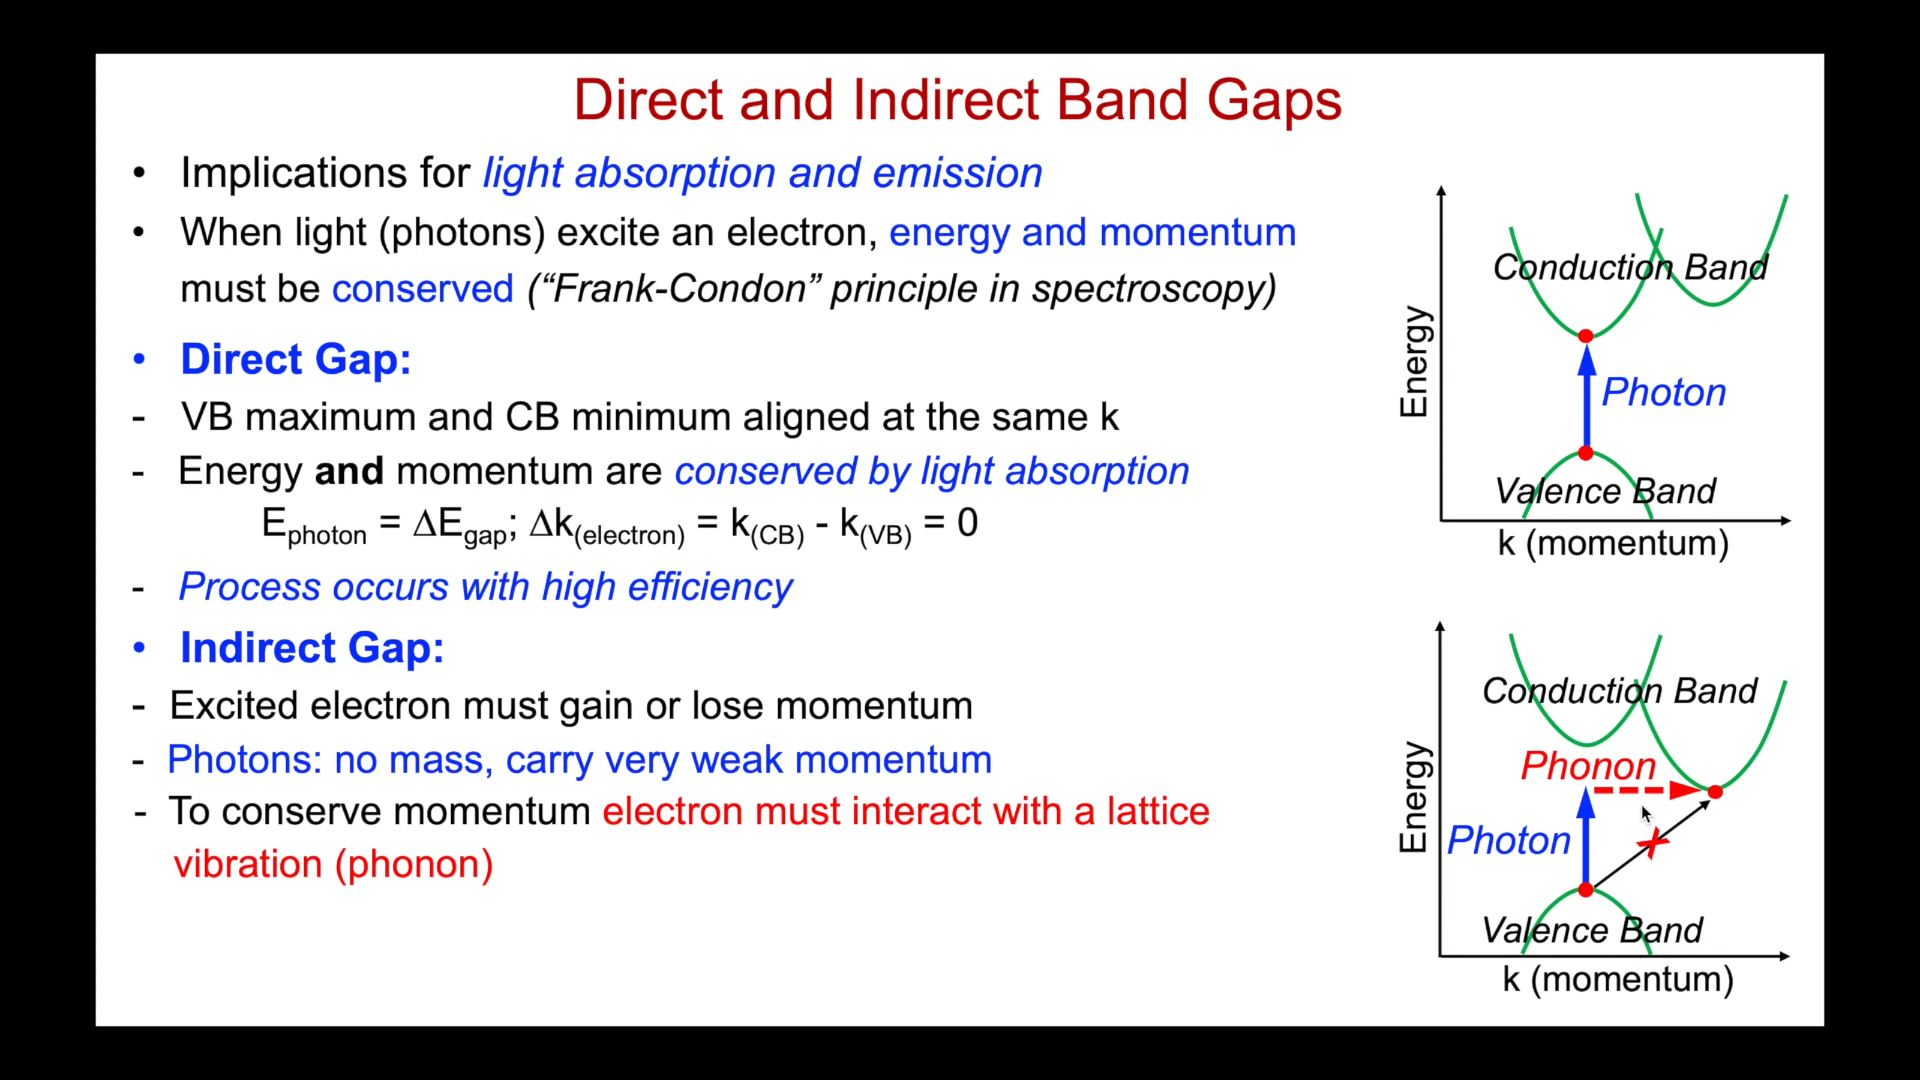 Direct and Indirect Band Gaps
• Implications for light absorption and emission
• When light (photons) excite an electron, energy and momentum
must be conserved (“Frank-Condon” principle in spectroscopy)
• Direct Gap:
- VB maximum and CB minimum aligned at the same k
- Energy and momentum are conserved by light absorption
Ephoton = ΔEgap; Δk(electron) = k(CB) - k(VB) = 0
- Process occurs with high efficiency
• Indirect Gap:
- Excited electron must gain or lose momentum
- Photons: no mass, carry very weak momentum
- To conserve momentum electron must interact with a lattice
vibration (phonon)
Conduction Band
Energy
Photon
Valence Band
k (momentum)
Conduction Band
Phonon
Energy
Photon
Valence Band
k (momentum)